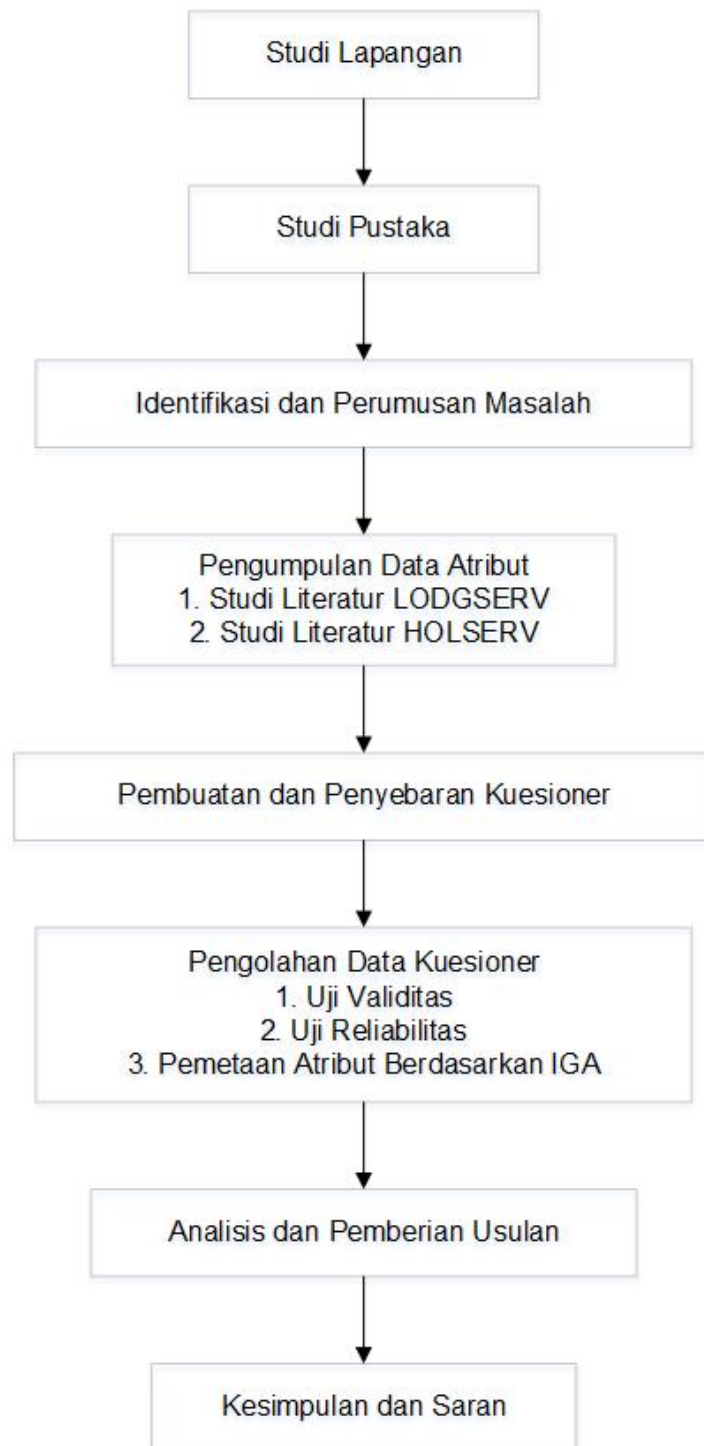 Studi Lapangan
Studi Pustaka
Identifikasi dan Perumusan Masalah
Pengumpulan Data Atribut
1. Studi Literatur LODGSERV
2. Studi Literatur HOLSERV
Pembuatan dan Penyebaran Kuesioner
Pengolahan Data Kuesioner
1. Uji Validitas
2. Uji Reliabilitas
3. Pemetaan Atribut Berdasarkan IGA
Analisis dan Pemberian Usulan
Kesimpulan dan Saran